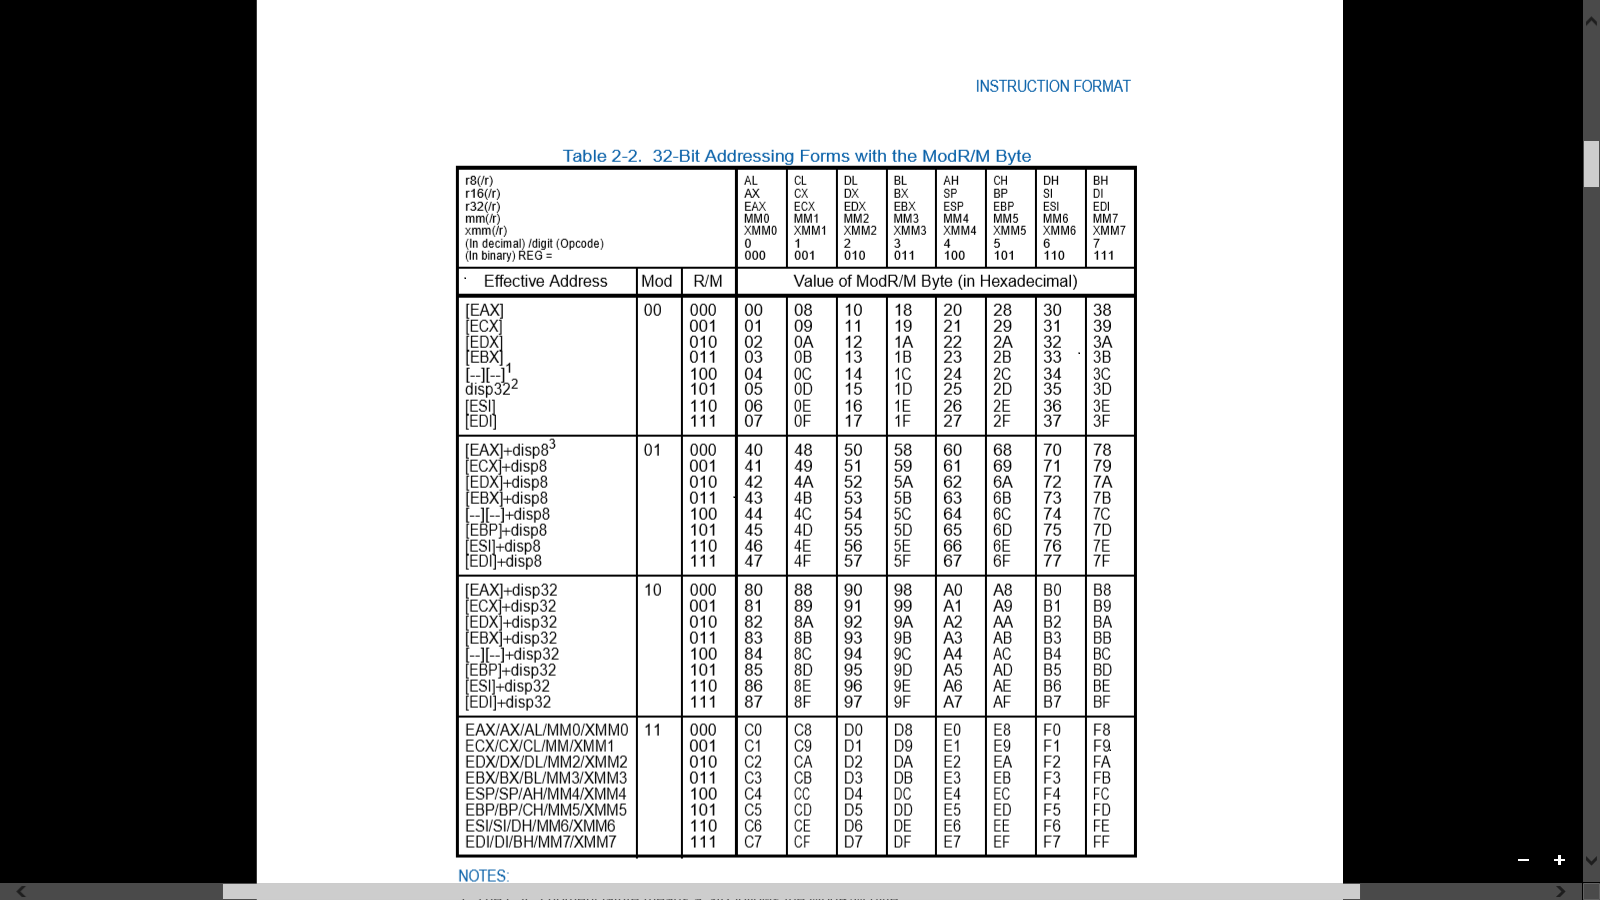 INSTRUCTION FORMAT
Table 2-2. 32-Bit Addressing Forms with the ModR/M Byte
r8(/r) AL CL DL BL AH CH DH BH
r16(/r) AX CX DX BX SP BP SI DI
r32(/r) EAX ECX EDX EBX ESP EBP ESI EDI
mm(/r) MM0 MM1 MM2 MM3 MM4 MM5 MM6 MM7
xmm(/r) XMM0 XMM1 XMM2 XMM3 XMM4 XMM5 XMM6 XMM7
(In decimal) /digit (Opcode) 0 1 2 3 4 5 6 7
(In binary) REG = 000 001 010 011 100 101 110 111
Effective Address Mod R/M Value of ModR/M Byte (in Hexadecimal)
[EAX] 00 000 00 08 10 18 20 28 30 38
[ECX] 001 01 09 11 19 21 29 31 39
[EDX] 010 02 0A 12 1A 22 2A 32 3A
[EBX] 011 03 0B 13 1B 23 2B 33 3B
[--][--]1 100 04 0C 14 1C 24 2C 34 3C
disp322 101 05 0D 15 1D 25 2D 35 3D
[ESI] 110 06 0E 16 1E 26 2E 36 3E
[EDI] 111 07 0F 17 1F 27 2F 37 3F
[EAX]+disp83 01 000 40 48 50 58 60 68 70 78
[ECX]+disp8 001 41 49 51 59 61 69 71 79
[EDX]+disp8 010 42 4A 52 5A 62 6A 72 7A
[EBX]+disp8 011 43 4B 53 5B 63 6B 73 7B
[--][--]+disp8 100 44 4C 54 5C 64 6C 74 7C
[EBP]+disp8 101 45 4D 55 5D 65 6D 75 7D
[ESI]+disp8 110 46 4E 56 5E 66 6E 76 7E
[EDI]+disp8 111 47 4F 57 5F 67 6F 77 7F
[EAX]+disp32 10 000 80 88 90 98 A0 A8 B0 B8
[ECX]+disp32 001 81 89 91 99 A1 A9 B1 B9
[EDX]+disp32 010 82 8A 92 9A A2 AA B2 BA
[EBX]+disp32 011 83 8B 93 9B A3 AB B3 BB
[--][--]+disp32 100 84 8C 94 9C A4 AC B4 BC
[EBP]+disp32 101 85 8D 95 9D A5 AD B5 BD
[ESI]+disp32 110 86 8E 96 9E A6 AE B6 BE
[EDI]+disp32 111 87 8F 97 9F A7 AF B7 BF
EAX/AX/AL/MM0/XMM0 11 000 C0 C8 D0 D8 E0 E8 F0 F8
ECX/CX/CL/MM/XMM1 001 C1 C9 D1 D9 E1 E9 F1 F9
EDX/DX/DL/MM2/XMM2 010 C2 CA D2 DA E2 EA F2 FA
EBX/BX/BL/MM3/XMM3 011 C3 CB D3 DB E3 EB F3 FB
ESP/SP/AH/MM4/XMM4 100 C4 CC D4 DC E4 EC F4 FC
EBP/BP/CH/MM5/XMM5 101 C5 CD D5 DD E5 ED F5 FD
ESI/SI/DH/MM6/XMM6 110 C6 CE D6 DE E6 EE F6 FE
EDI/DI/BH/MM7/XMM7 111 C7 CF D7 DF E7 EF F7 FF
NOTES: